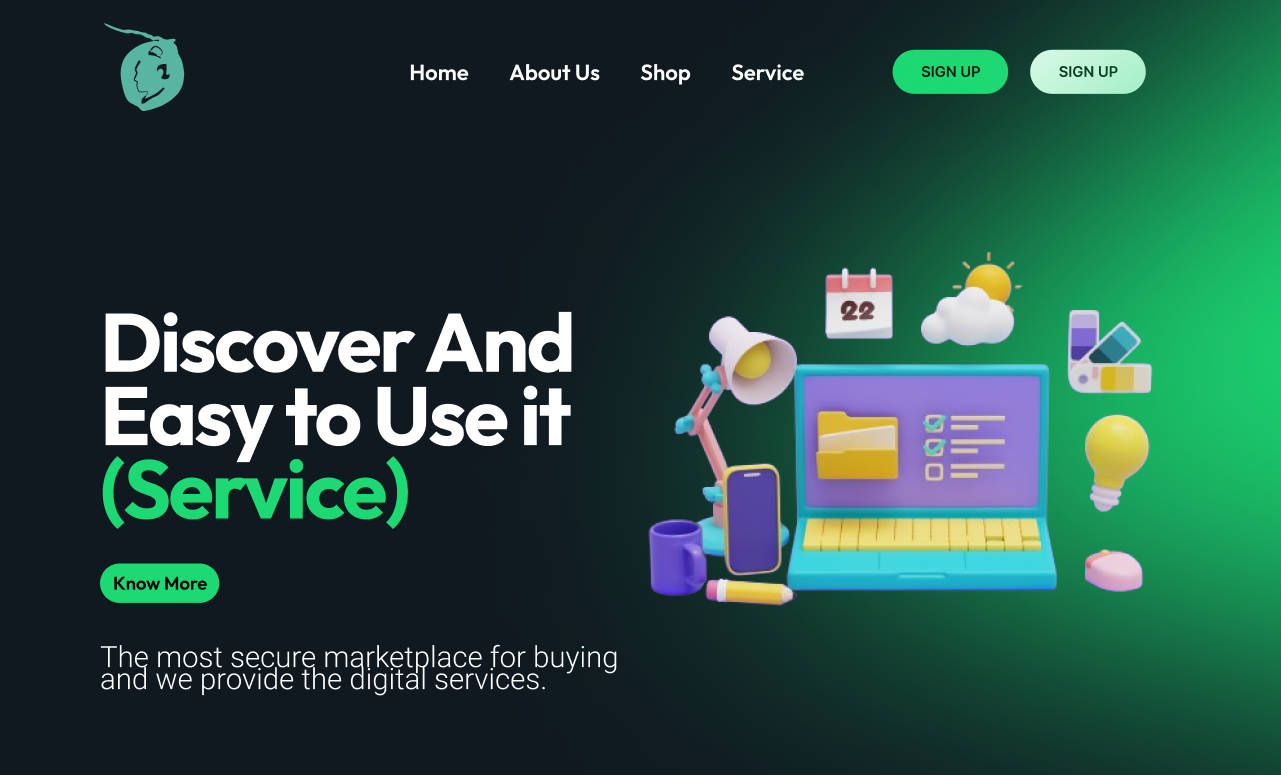 Home
About Us
Shop
Service
SIGN UP
SIGN UP
22
Discover And
Easy to Use it
(Service)
Know More
The most secure marketplace for buying
and we provide the digital services.